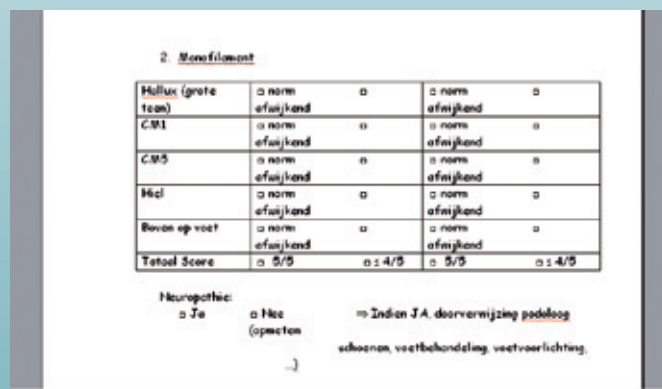 2. Monofilament
Hallux (grote □ norm □ □ norm □
teen) afwijkend afwijkend
CM1 □ norm □ □ norm □
afwijkend afwijkend
CM5 □ norm □ □ norm □
afwijkend afwijkend
Hiel □ norm □ □ norm □
afwijkend afwijkend
Boven op voet □ norm □ □ norm □
afwijkend afwijkend
Totaal Score □ 5/5 □ ≤ 4/5 □ 5/5 □ ≤ 4/5
Neuropathie:
□ Ja □ Nee ⇒ Indien JA, doorverwijzing podoloog
(opmeten
schoenen, voetbehandeling, voetvoorlichting,
...)